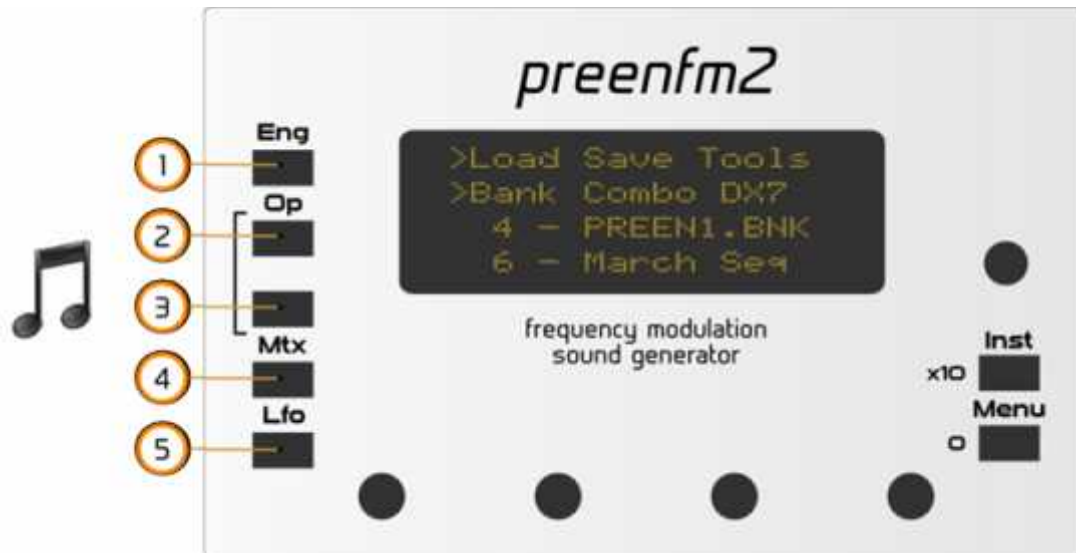 preenfm2
Eng
1
>Load Save Tools
Op
>Bank Combo DX7
2
4 - PREEN1.BNK
6 - March Seq
3
frequency modulation
sound generator
Mtx
Inst
4
x10
Lfo
Menu
5
0